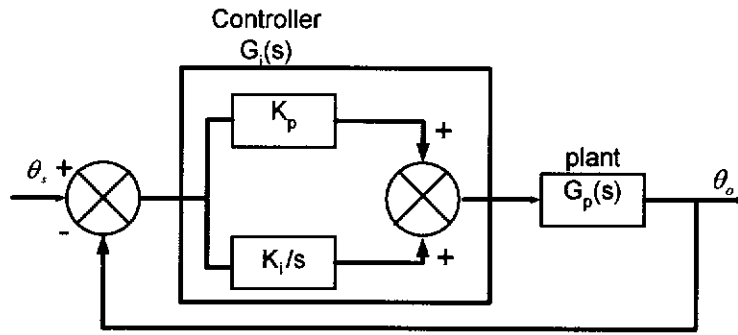 Controller
G_i(s)
K_p
+
plant
θ_s +
G_p(s)
θ_o
-
K_i/s
+